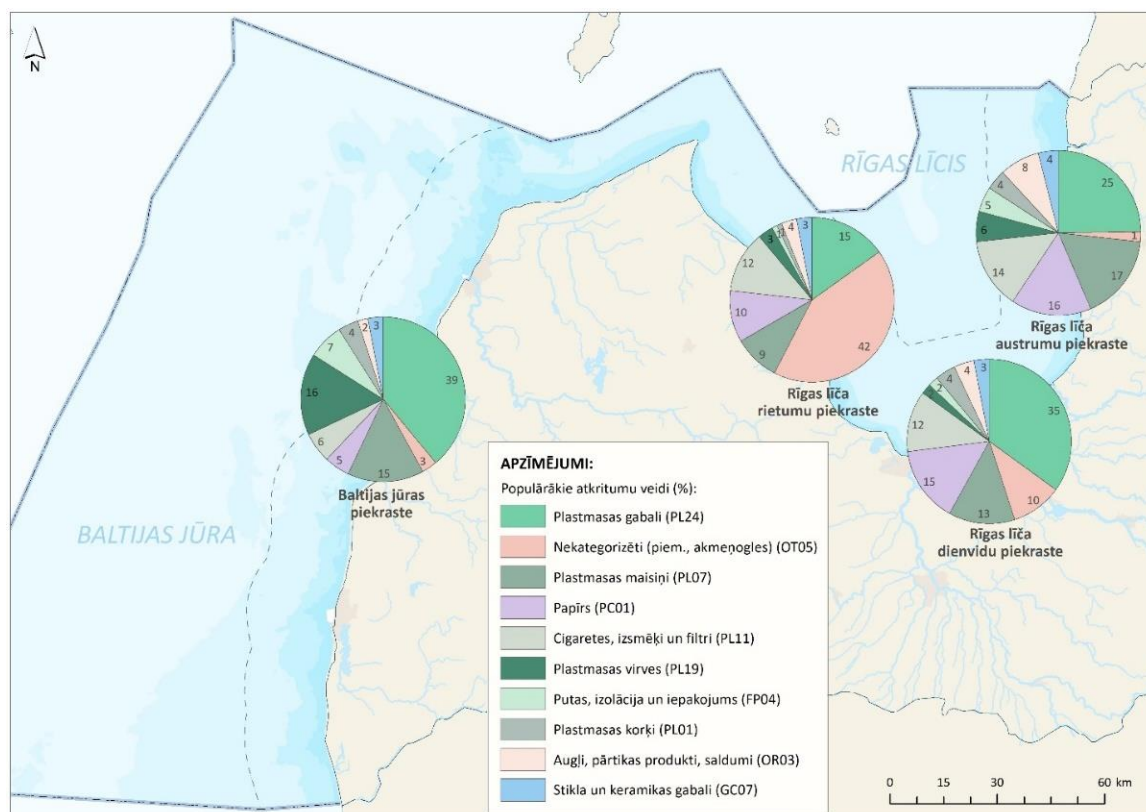 N
RĪGAS LĪCIS
BALTIJAS JŪRA
39
3
15
5
6
16
7
4
2
3
Baltijas jūras
piekraste
15
42
9
10
12
3
1
1
4
3
Rīgas līča
rietumu piekraste
25
1
17
16
14
6
5
4
8
4
Rīgas līča
austrumu piekraste
35
10
13
15
12
2
2
4
4
3
Rīgas līča
dienvidu piekraste
APZĪMĒJUMI:
Populārākie atkritumu veidi (%):
Plastmasas gabali (PL24)
Nekategorizēti (piem., akmeņogles) (OT05)
Plastmasas maisiņi (PL07)
Papīrs (PC01)
Cigaretes, izsmēķi un filtri (PL11)
Plastmasas virves (PL19)
Putas, izolācija un iepakojums (FP04)
Plastmasas korķi (PL01)
Augļi, pārtikas produkti, saldumi (OR03)
Stikla un keramikas gabali (GC07)
0 15 30 60 km